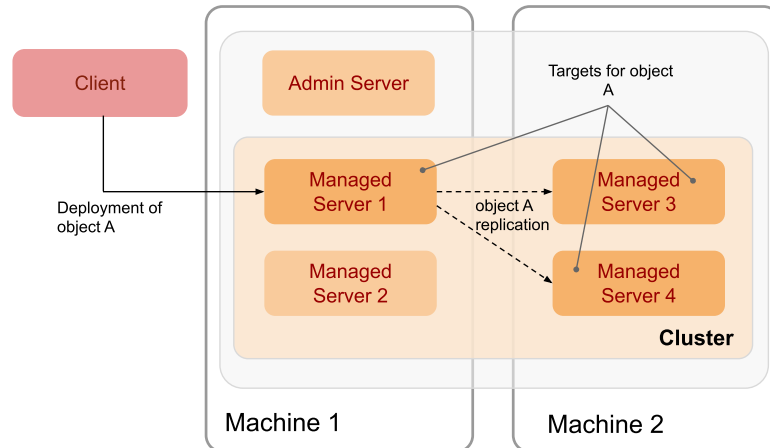 Client
Admin Server
Targets for object
A
Managed
Server 1
Managed
Server 3
Deployment of
object A
object A
replication
Managed
Server 2
Managed
Server 4
Cluster
Machine 1
Machine 2